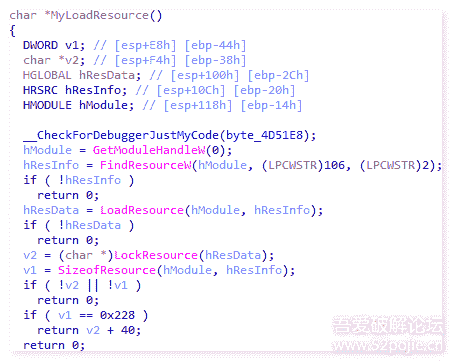 char *MyLoadResource()
{
DWORD v1; // [esp+E8h] [ebp-44h]
char *v2; // [esp+F4h] [ebp-38h]
HGLOBAL hResData; // [esp+100h] [ebp-2Ch]
HRSRC hResInfo; // [esp+10Ch] [ebp-20h]
HMODULE hModule; // [esp+118h] [ebp-14h]
__CheckForDebuggerJustMyCode(byte_4D51E8);
hModule = GetModuleHandleW(0);
hResInfo = FindResourceW(hModule, (LPCWSTR)106, (LPCWSTR)2);
if ( !hResInfo )
return 0;
hResData = LoadResource(hModule, hResInfo);
if ( !hResData )
return 0;
v2 = (char *)LockResource(hResData);
v1 = SizeofResource(hModule, hResInfo);
if ( !v2 || !v1 )
return 0;
if ( v1 == 0x228 )
return v2 + 40;
吾爱破解论坛
www.52pojie.cn